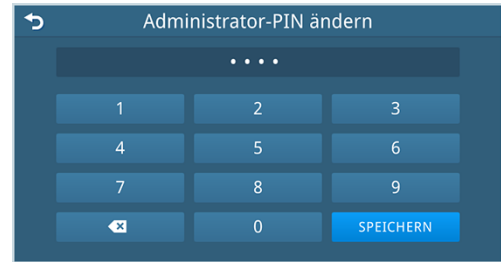 Administrator-PIN ändern
••••
1 2 3
4 5 6
7 8 9
0 SPEICHERN